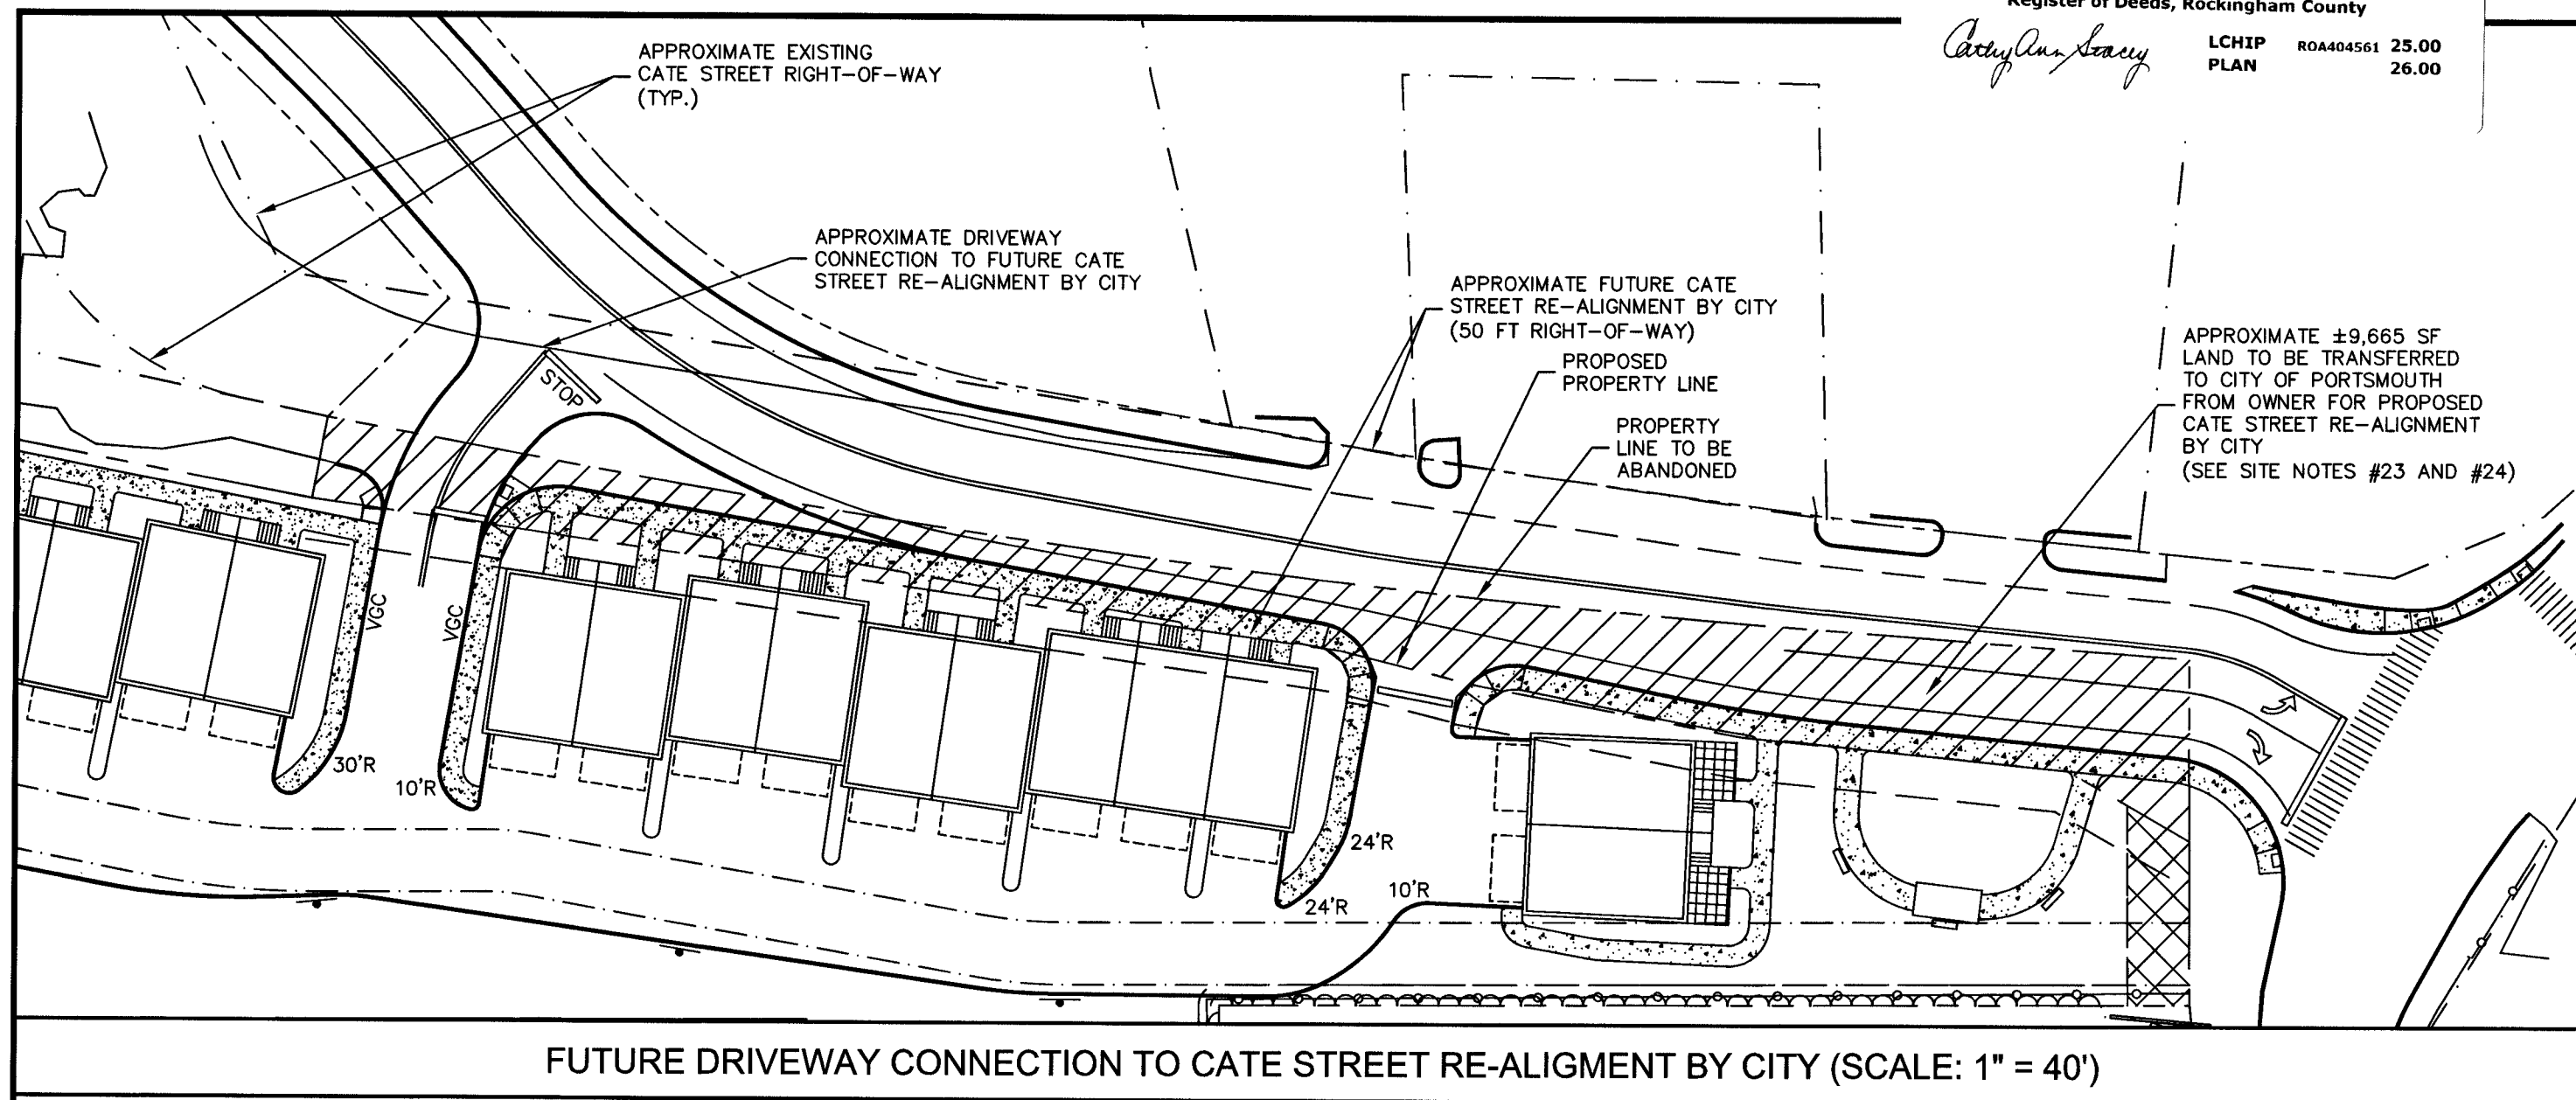 Register of Deeds, Rockingham County
Cathy Ann Stacey
LCHIP ROA404561 25.00
PLAN 26.00
APPROXIMATE EXISTING
CATE STREET RIGHT-OF-WAY
(TYP.)
APPROXIMATE DRIVEWAY
CONNECTION TO FUTURE CATE
STREET RE-ALIGNMENT BY CITY
APPROXIMATE FUTURE CATE
STREET RE-ALIGNMENT BY CITY
(50 FT RIGHT-OF-WAY)
PROPOSED
PROPERTY LINE
PROPERTY
LINE TO BE
ABANDONED
APPROXIMATE ±9,665 SF
LAND TO BE TRANSFERRED
TO CITY OF PORTSMOUTH
FROM OWNER FOR PROPOSED
CATE STREET RE-ALIGNMENT
BY CITY
(SEE SITE NOTES #23 AND #24)
STOP
VGC
VGC
30'R
10'R
24'R
24'R
10'R
FUTURE DRIVEWAY CONNECTION TO CATE STREET RE-ALIGMENT BY CITY (SCALE: 1" = 40')